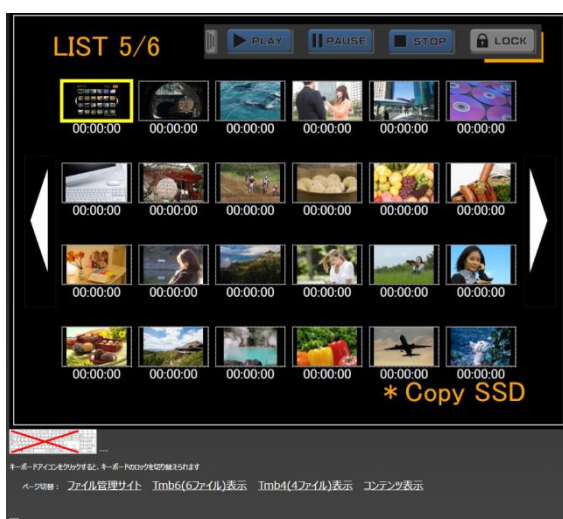 LIST 5/6
PLAY
PAUSE
STOP
LOCK
00:00:00 00:00:00 00:00:00 00:00:00 00:00:00 00:00:00
00:00:00 00:00:00 00:00:00 00:00:00 00:00:00 00:00:00
00:00:00 00:00:00 00:00:00 00:00:00 00:00:00 00:00:00
00:00:00 00:00:00 00:00:00 00:00:00 00:00:00 00:00:00
* Copy SSD
キーボードアイコンをクリックすると、キーボードのロックを切り替えられます
ページ切替： ファイル管理サイト Tmb6(6ファイル)表示 Tmb4(4ファイル)表示 コンテンツ表示